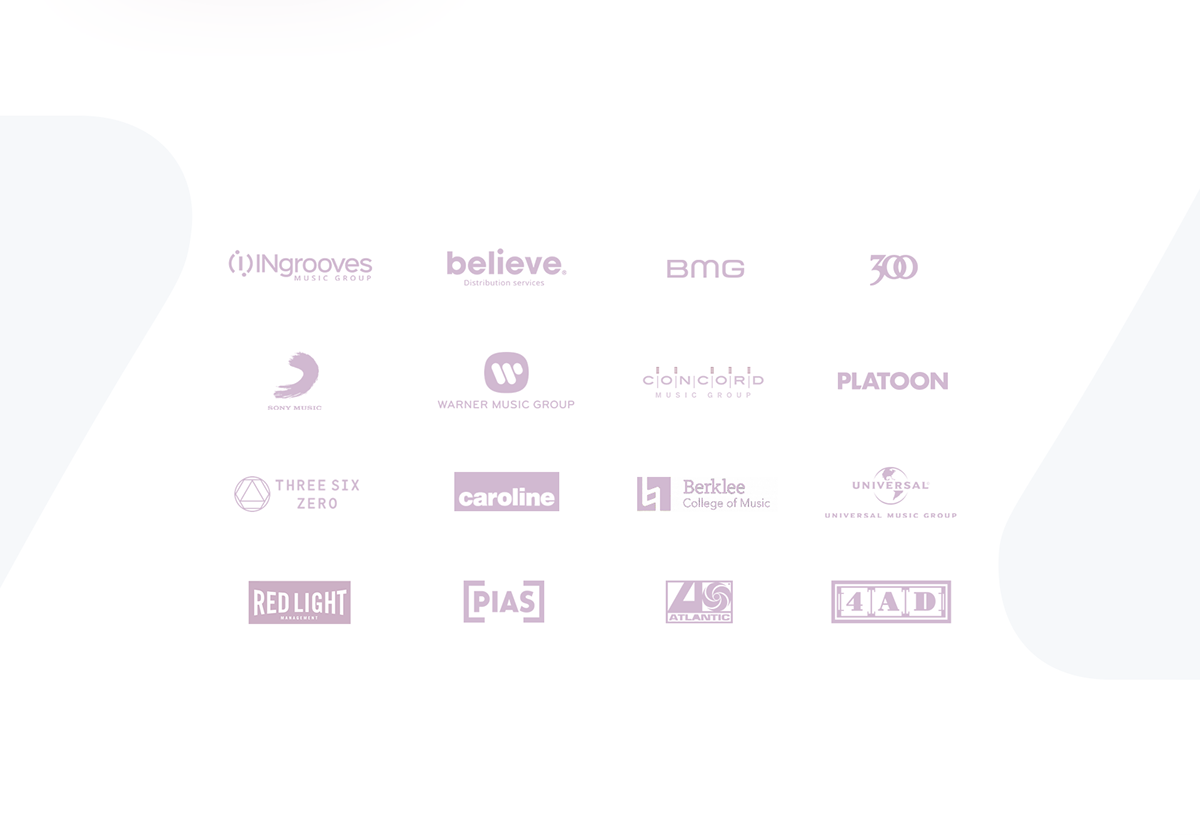 INgrooves
MUSIC GROUP
believe®
Distribution services
BMG
300
SONY MUSIC
WARNER MUSIC GROUP
CONCORD
MUSIC GROUP
PLATOON
THREE SIX
ZERO
caroline
Berklee
College of Music
UNIVERSAL
UNIVERSAL MUSIC GROUP
RED LIGHT
MANAGEMENT
[PIAS]
ATLANTIC
4AD